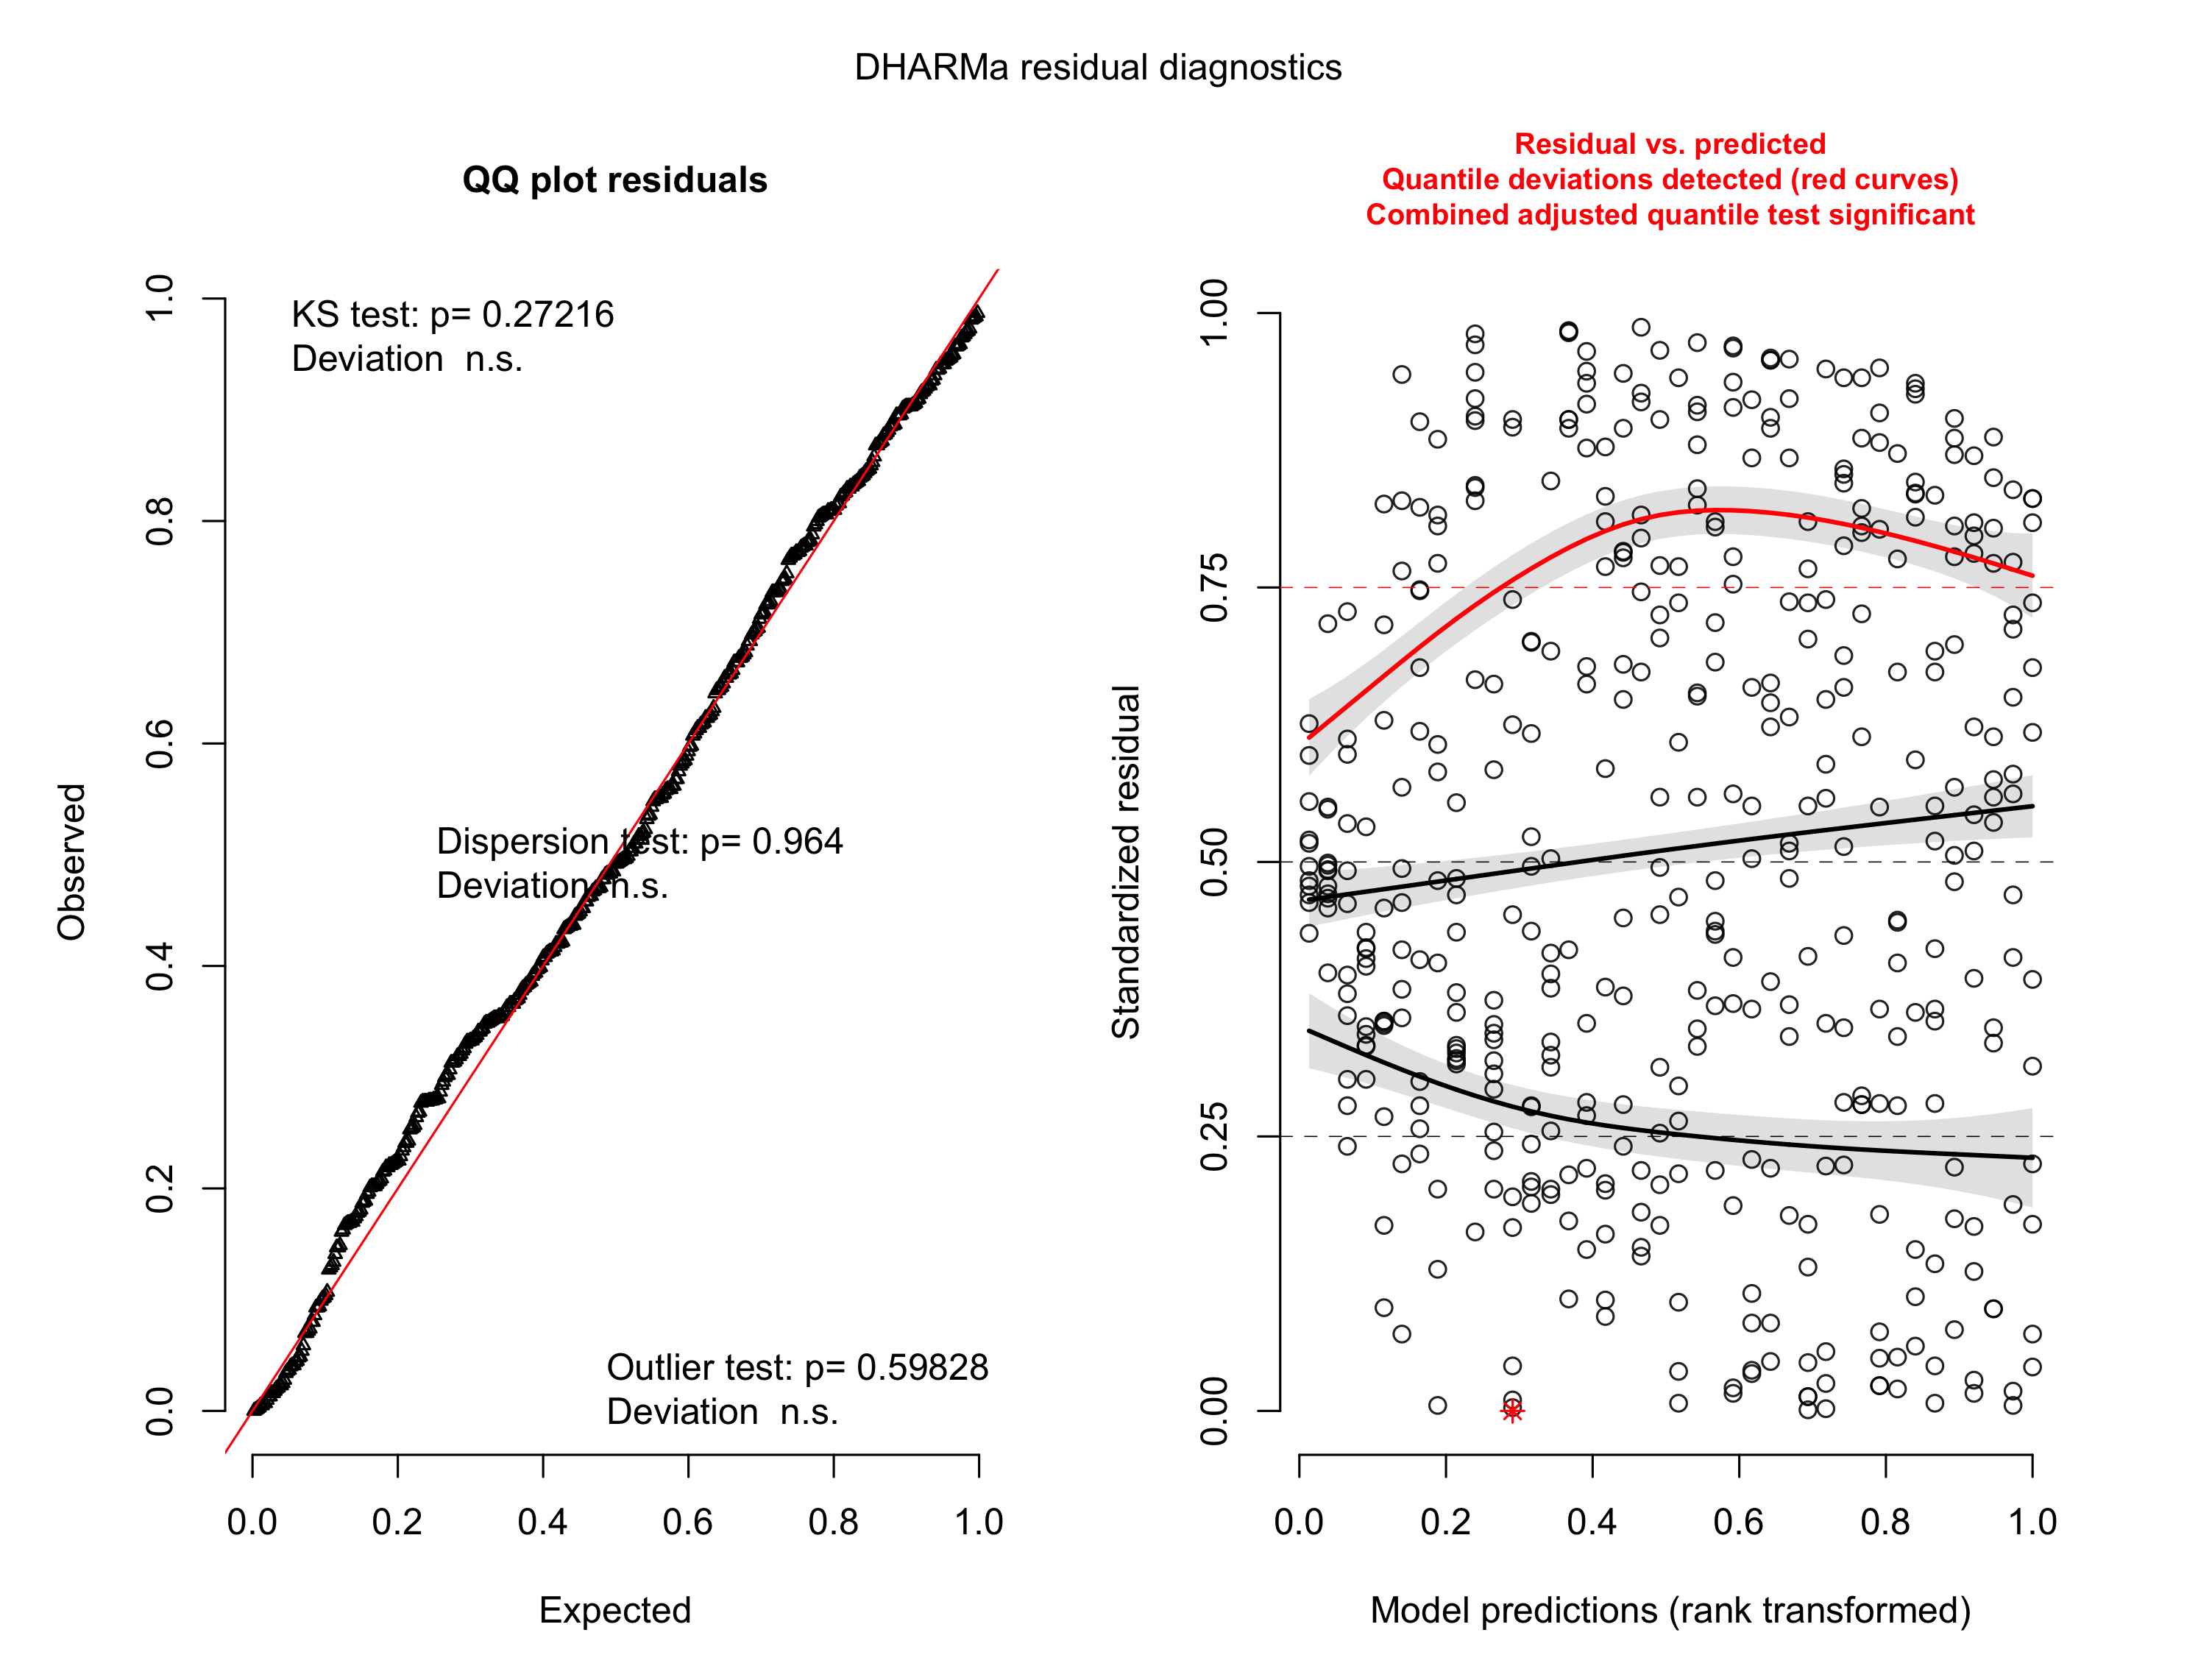 DHARMa residual diagnostics
QQ plot residuals
KS test: p= 0.27216
Deviation  n.s.
Dispersion test: p= 0.964
Deviation  n.s.
Outlier test: p= 0.59828
Deviation  n.s.
Observed
0.0
0.2
0.4
0.6
0.8
1.0
0.0
0.2
0.4
0.6
0.8
1.0
Expected
Residual vs. predicted
Quantile deviations detected (red curves)
Combined adjusted quantile test significant
Standardized residual
0.00
0.25
0.50
0.75
1.00
0.0
0.2
0.4
0.6
0.8
1.0
Model predictions (rank transformed)